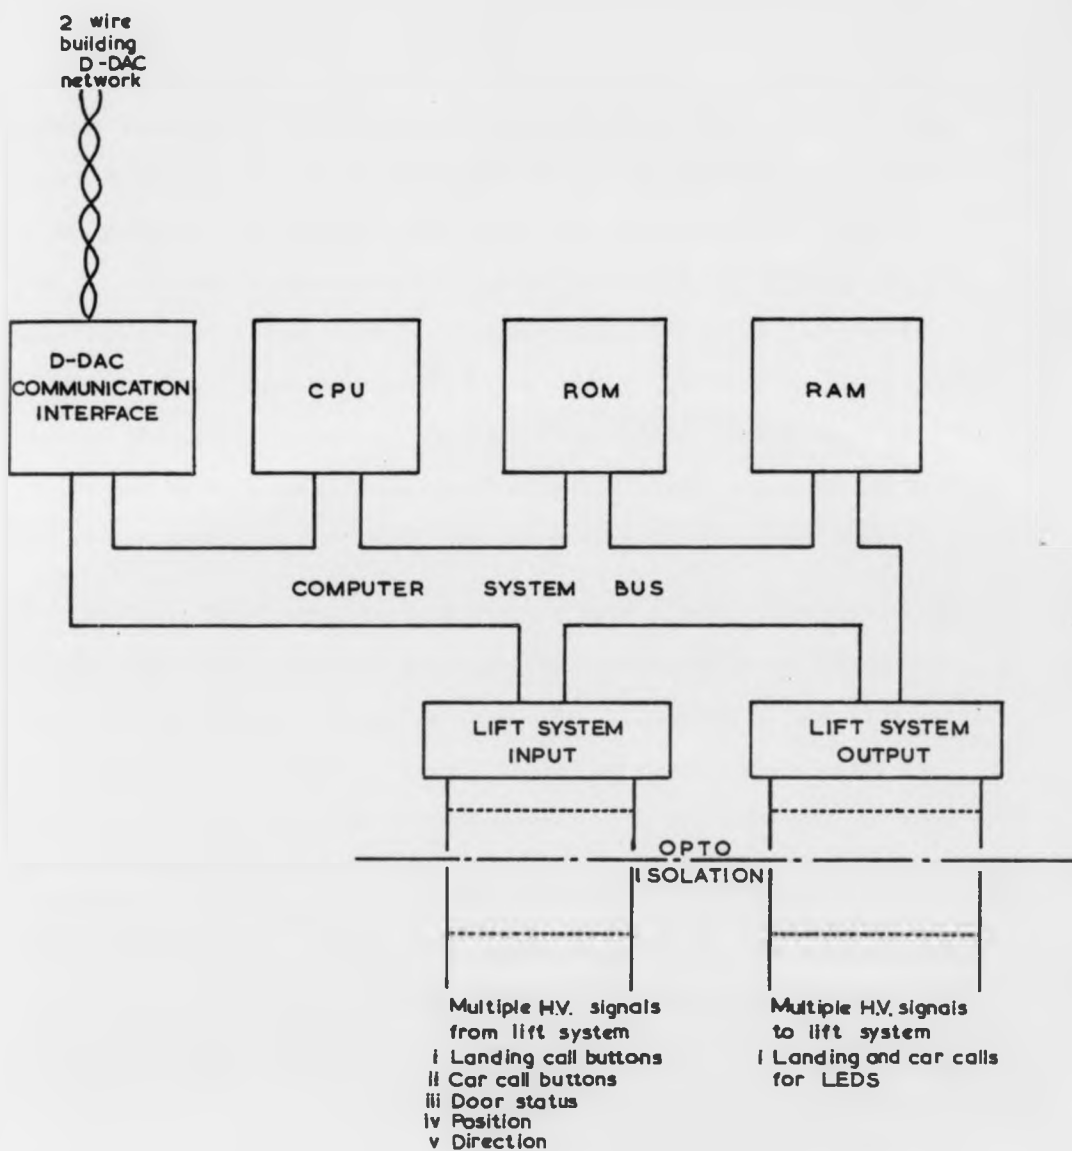 2 wire
building
D-DAC
network
D-DAC
COMMUNICATION
INTERFACE
CPU
ROM
RAM
COMPUTER SYSTEM BUS
LIFT SYSTEM
INPUT
LIFT SYSTEM
OUTPUT
OPTO
ISOLATION
Multiple H.V. signals
from lift system
i Landing call buttons
ii Car call buttons
iii Door status
iv Position
v Direction
Multiple H.V. signals
to lift system
i Landing and car calls
for LEDS